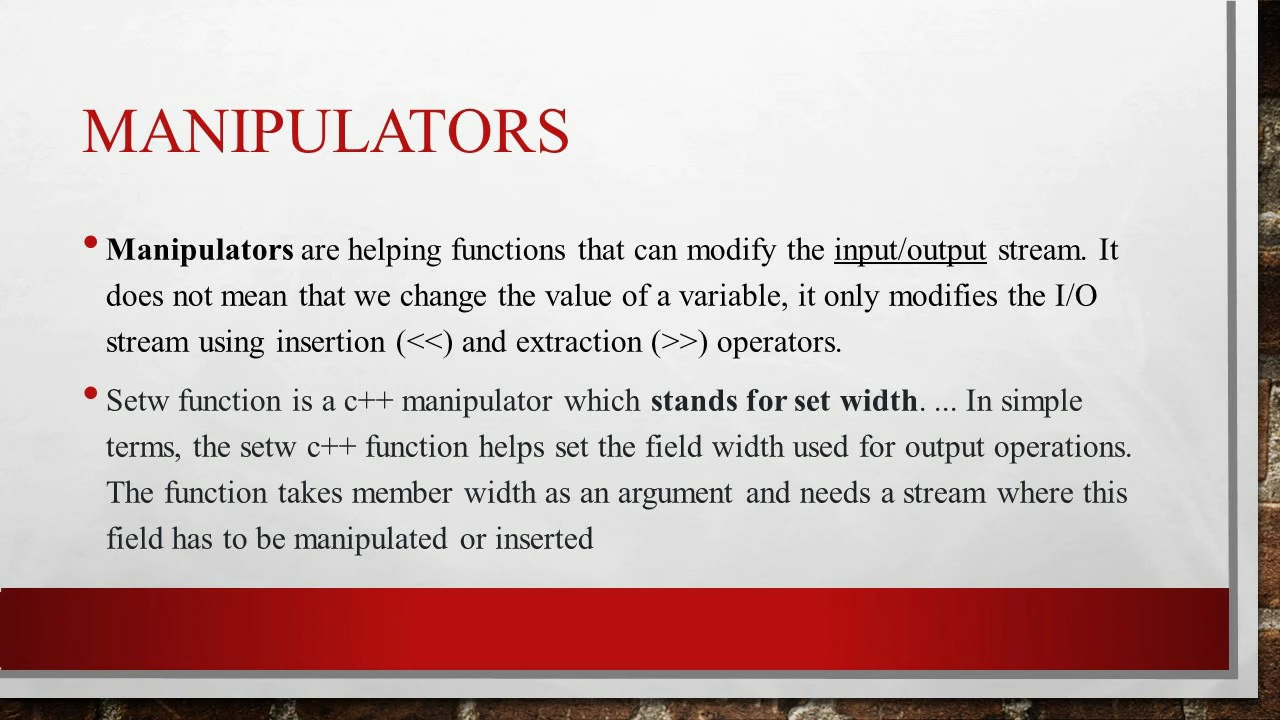 MANIPULATORS
• Manipulators are helping functions that can modify the input/output stream. It
does not mean that we change the value of a variable, it only modifies the I/O
stream using insertion (<<) and extraction (>>) operators.
• Setw function is a c++ manipulator which stands for set width. ... In simple
terms, the setw c++ function helps set the field width used for output operations.
The function takes member width as an argument and needs a stream where this
field has to be manipulated or inserted